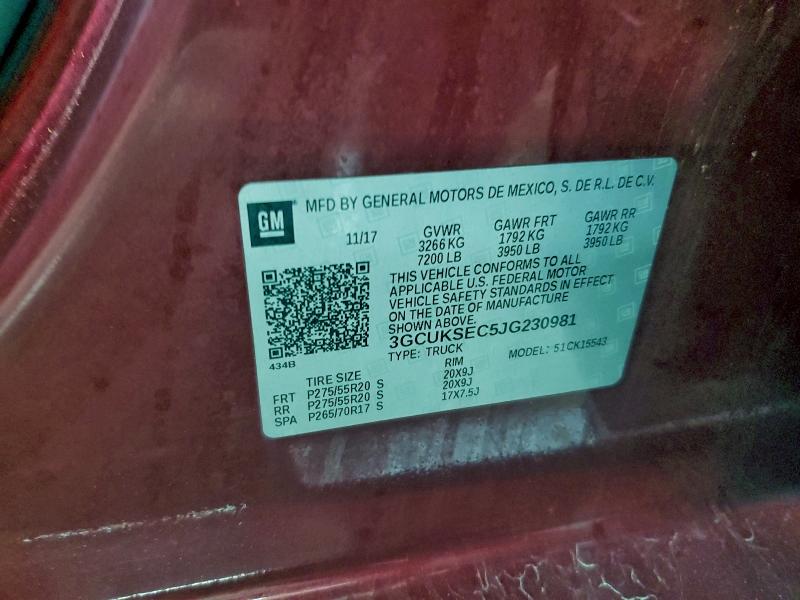 GM MFD BY GENERAL MOTORS DE MEXICO, S. DE R.L. DE C.V.
11/17 GVWR GAWR FRT GAWR RR
3266 KG 1792 KG 1792 KG
7200 LB 3950 LB 3950 LB
THIS VEHICLE CONFORMS TO ALL
APPLICABLE U.S. FEDERAL MOTOR
VEHICLE SAFETY STANDARDS IN EFFECT
ON THE DATE OF MANUFACTURE
SHOWN ABOVE.
3GCUKSEC5JG230981
434B
TYPE: TRUCK MODEL: 51CK15543
TIRE SIZE RIM
FRT P275/55R20 S 20X9J
RR P275/55R20 S 20X9J
SPA P265/70R17 S 17X7.5J